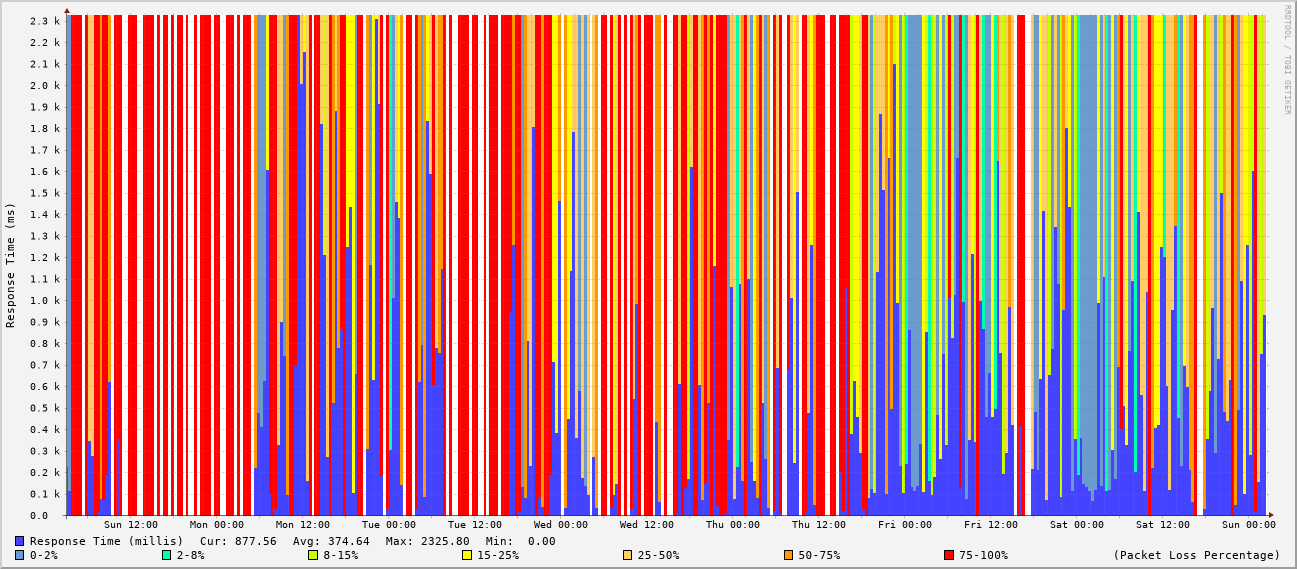 RRDTOOL / TOBI OETIKER
Response Time (ms)
2.3 k
2.2 k
2.1 k
2.0 k
1.9 k
1.8 k
1.7 k
1.6 k
1.5 k
1.4 k
1.3 k
1.2 k
1.1 k
1.0 k
0.9 k
0.8 k
0.7 k
0.6 k
0.5 k
0.4 k
0.3 k
0.2 k
0.1 k
0.0
Sun 12:00 Mon 00:00 Mon 12:00 Tue 00:00 Tue 12:00 Wed 00:00 Wed 12:00 Thu 00:00 Thu 12:00 Fri 00:00 Fri 12:00 Sat 00:00 Sat 12:00 Sun 00:00
Response Time (millis) Cur: 877.56 Avg: 374.64 Max: 2325.80 Min: 0.00
0-2% 2-8% 8-15% 15-25% 25-50% 50-75% 75-100% (Packet Loss Percentage)